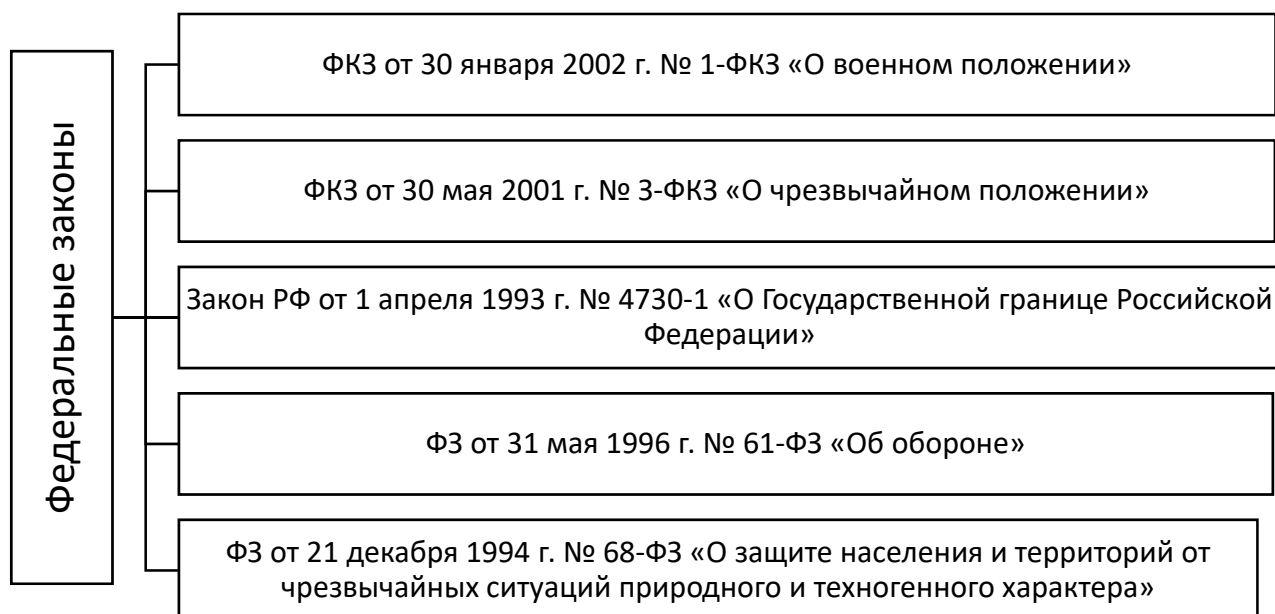 Федеральные законы
ФКЗ от 30 января 2002 г. № 1-ФКЗ «О военном положении»
ФКЗ от 30 мая 2001 г. № 3-ФКЗ «О чрезвычайном положении»
Закон РФ от 1 апреля 1993 г. № 4730-1 «О Государственной границе Российской
Федерации»
ФЗ от 31 мая 1996 г. № 61-ФЗ «Об обороне»
ФЗ от 21 декабря 1994 г. № 68-ФЗ «О защите населения и территорий от
чрезвычайных ситуаций природного и техногенного характера»